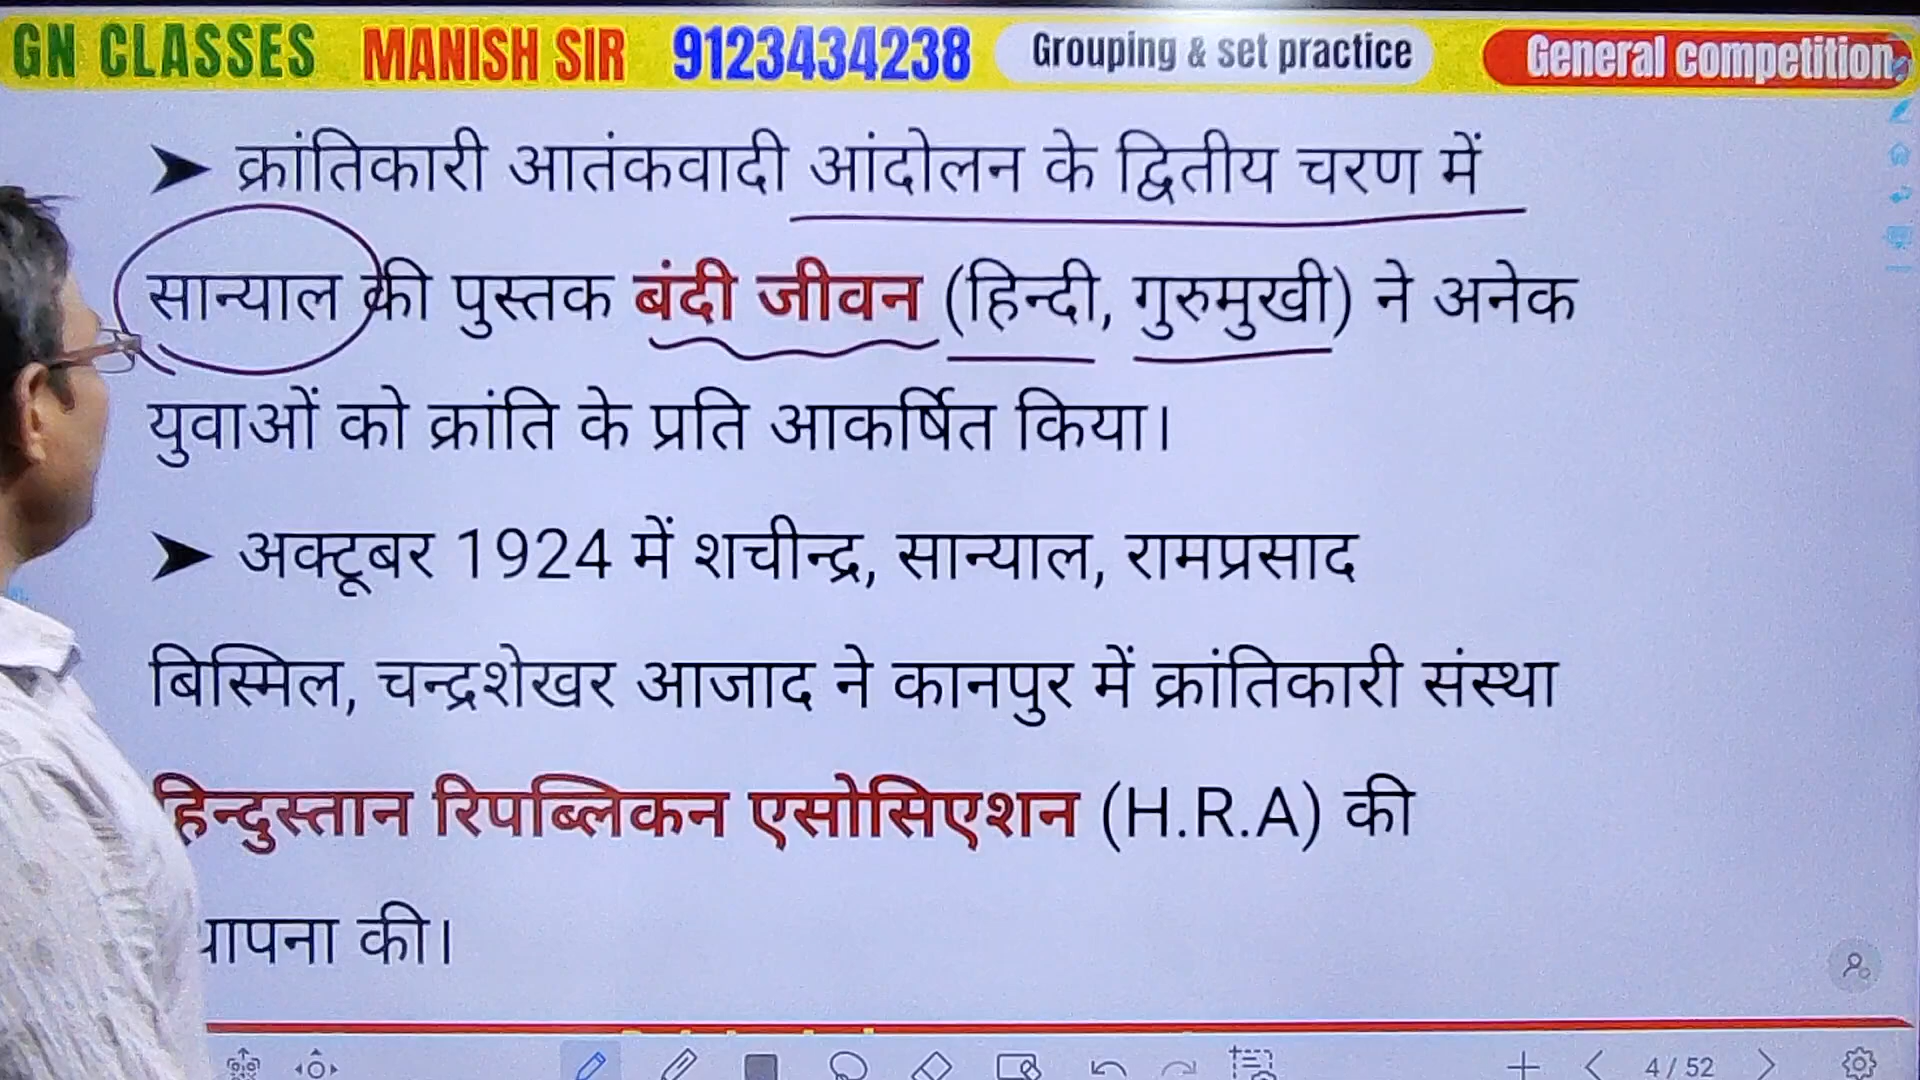 GN CLASSES MANISH SIR 9123434238 Grouping & set practice General competition
➤ क्रांतिकारी आतंकवादी आंदोलन के द्वितीय चरण में
सान्याल की पुस्तक बंदी जीवन (हिन्दी, गुरुमुखी) ने अनेक
युवाओं को क्रांति के प्रति आकर्षित किया।
➤ अक्टूबर 1924 में शचीन्द्र, सान्याल, रामप्रसाद
बिस्मिल, चन्द्रशेखर आजाद ने कानपुर में क्रांतिकारी संस्था
हिन्दुस्तान रिपब्लिकन एसोसिएशन (H.R.A) की
की।
4 / 52